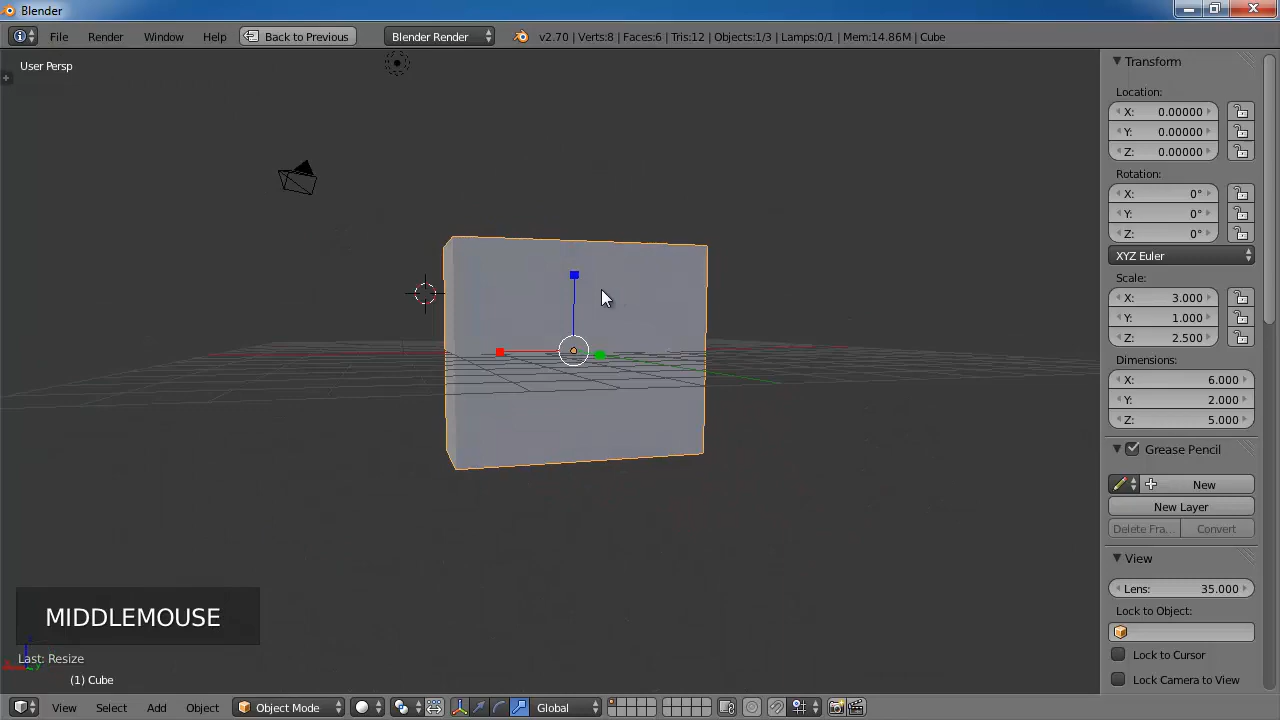 Blender
File Render Window Help Back to Previous Blender Render v2.70 | Verts:8 | Faces:6 | Tris:12 | Objects:1/3 | Lamps:0/1 | Mem:14.86M | Cube
User Persp
Transform
Location:
X: 0.00000
Y: 0.00000
Z: 0.00000
Rotation:
X: 0°
Y: 0°
Z: 0°
XYZ Euler
Scale:
X: 3.000
Y: 1.000
Z: 2.500
Dimensions:
X: 6.000
Y: 2.000
Z: 5.000
Grease Pencil
New
New Layer
Delete Fra... Convert
View
Lens: 35.000
Lock to Object:
Lock to Cursor
Lock Camera to View
MIDDLEMOUSE
Last: Resize
(1) Cube
View Select Add Object Object Mode Global